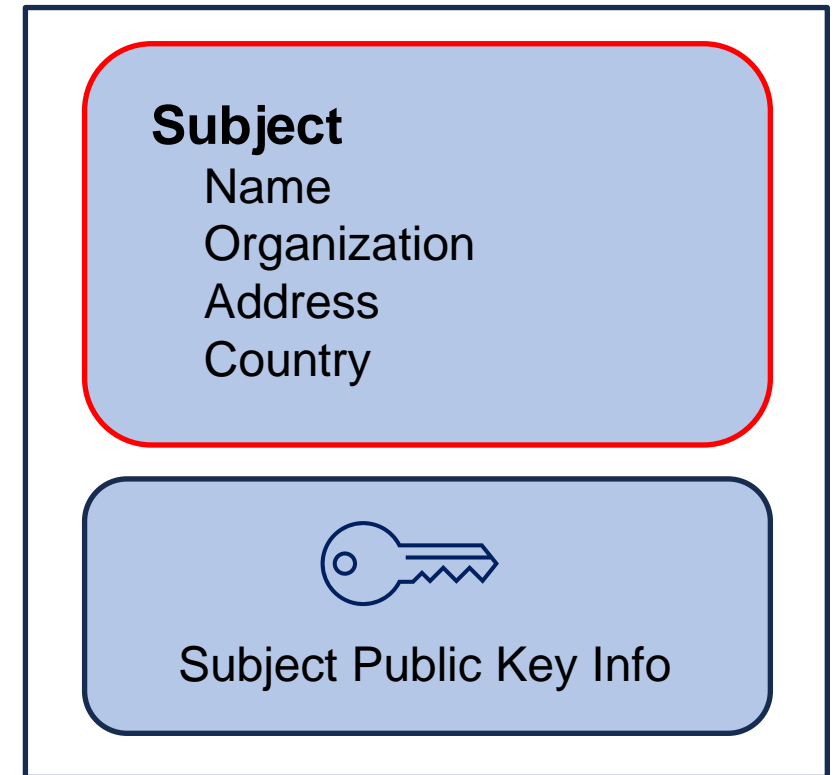 Subject
Name
Organization
Address
Country
Subject Public Key Info